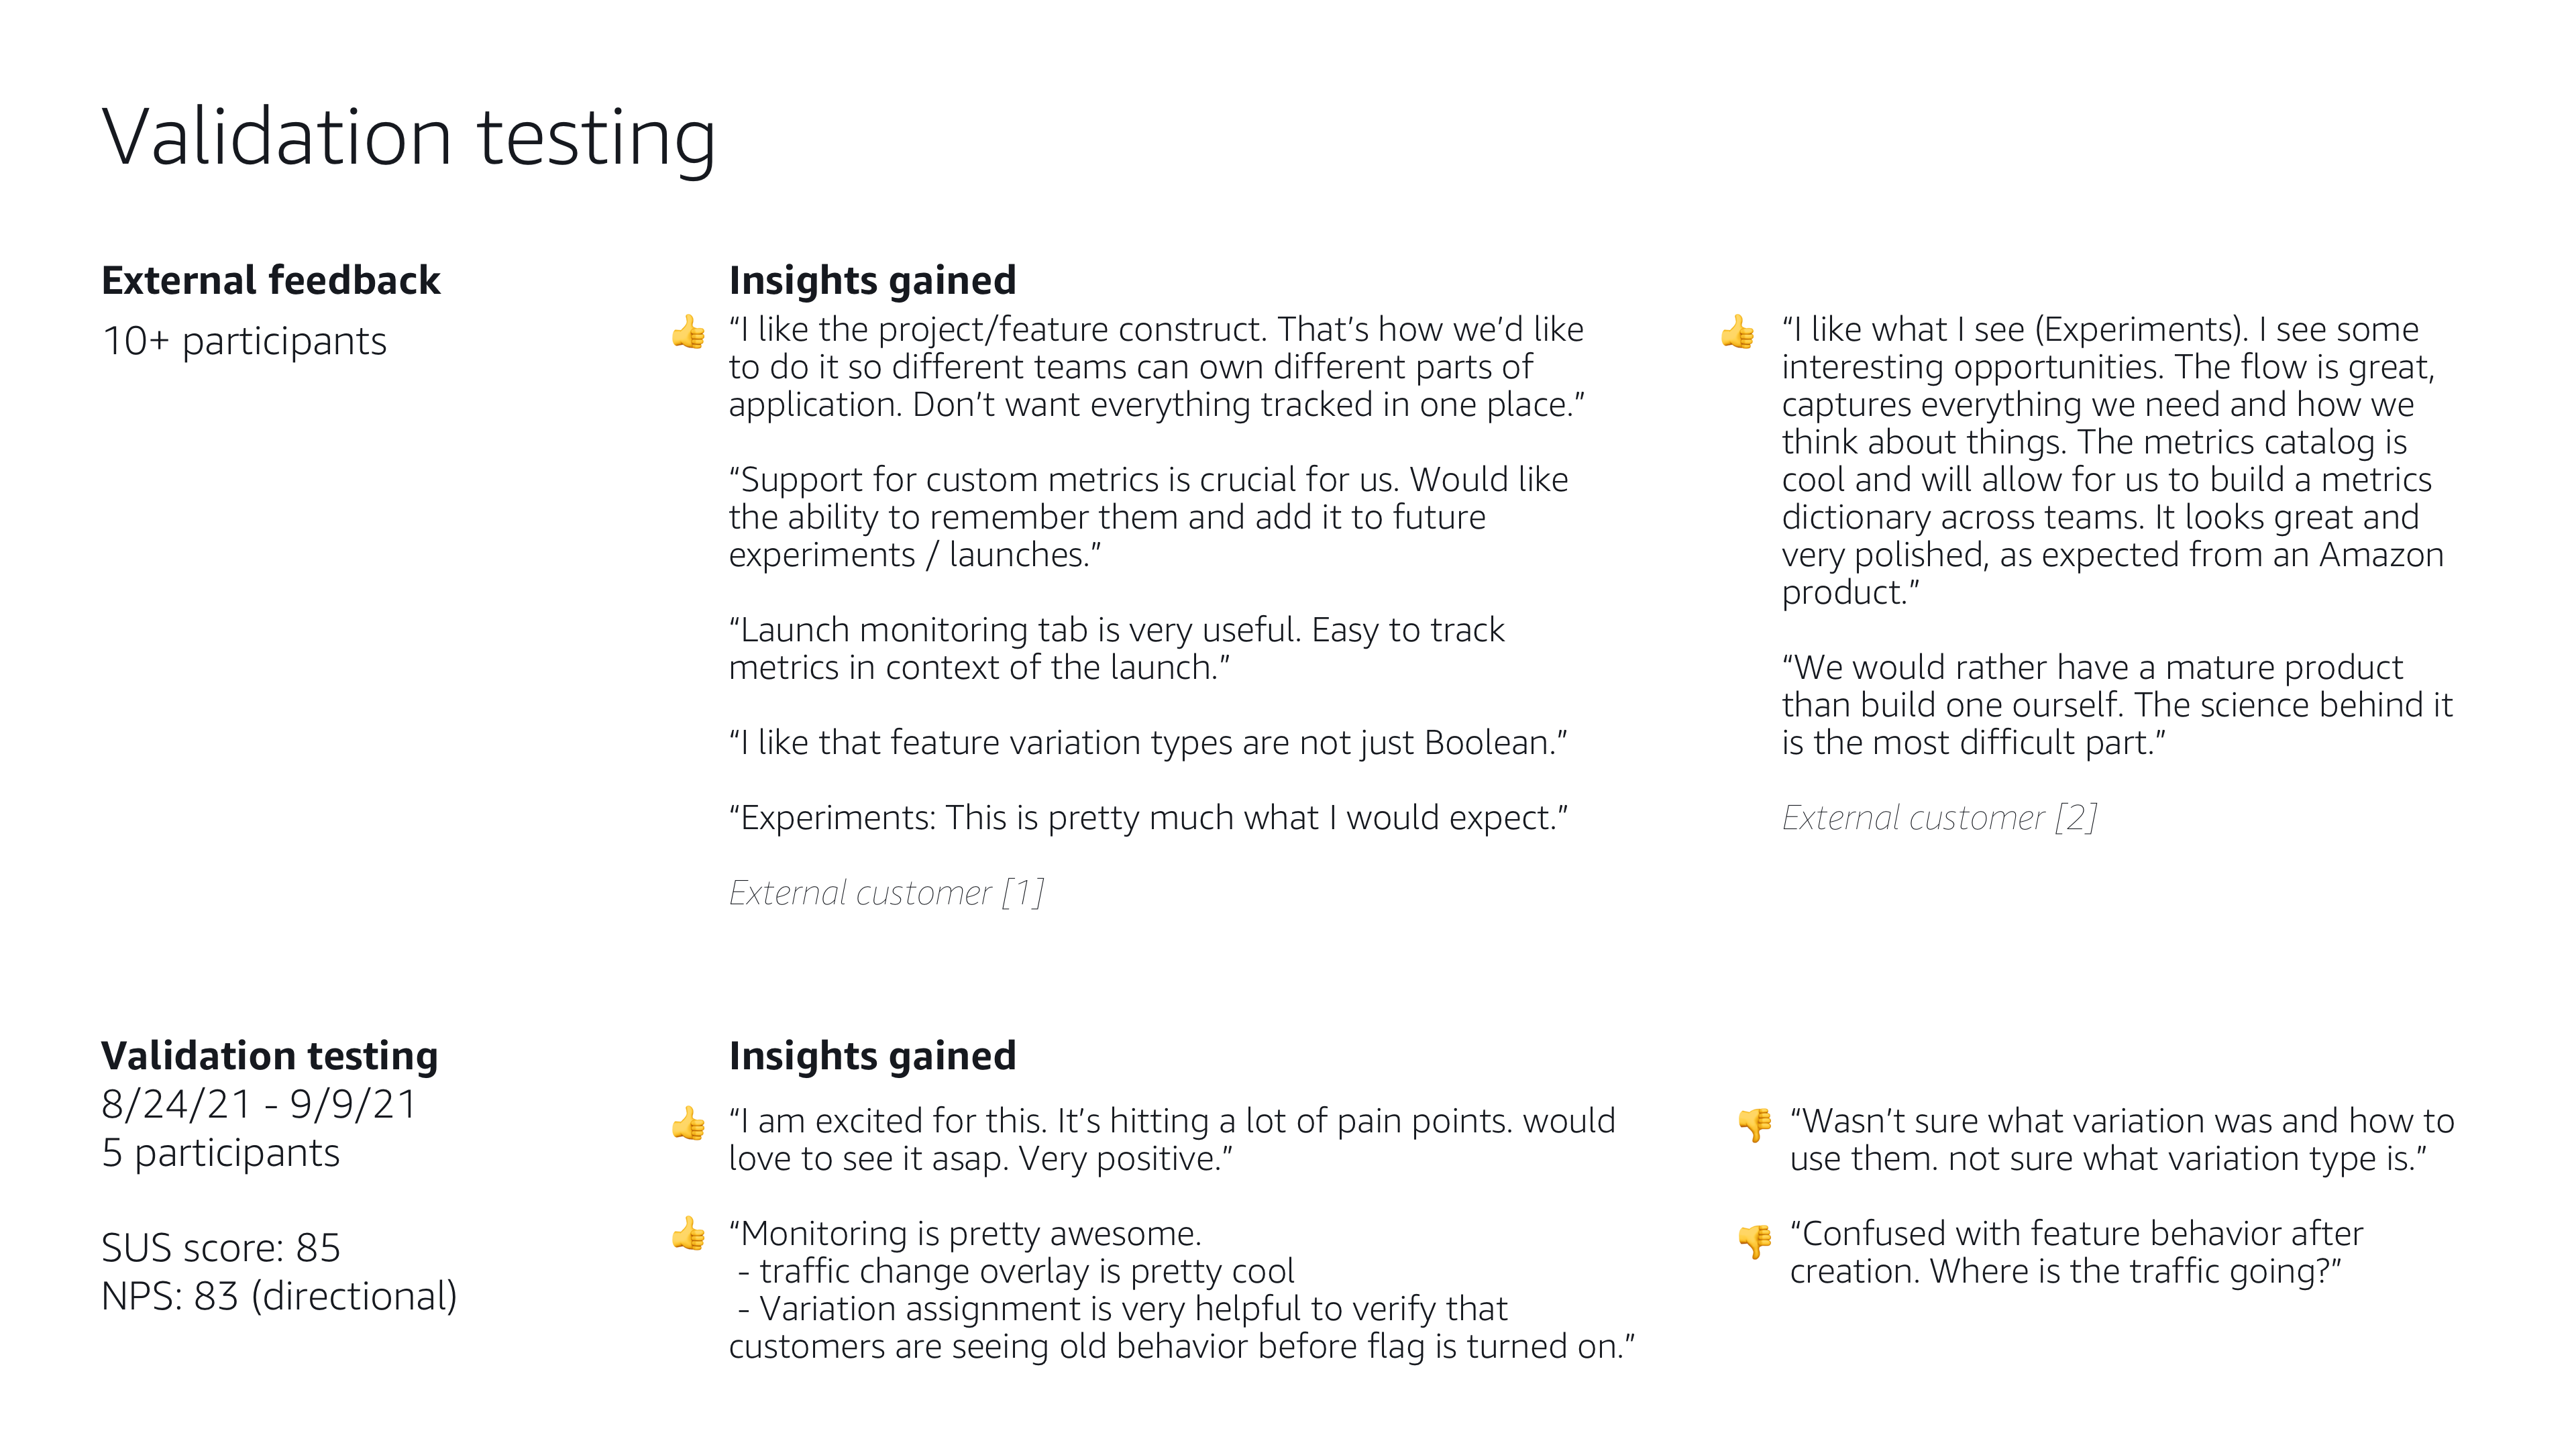 Validation testing
External feedback
10+ participants
Insights gained
“I like the project/feature construct. That’s how we’d like
to do it so different teams can own different parts of
application. Don’t want everything tracked in one place.”
“Support for custom metrics is crucial for us. Would like
the ability to remember them and add it to future
experiments / launches.”
“Launch monitoring tab is very useful. Easy to track
metrics in context of the launch.”
“I like that feature variation types are not just Boolean.”
“Experiments: This is pretty much what I would expect.”
External customer [1]
“I like what I see (Experiments). I see some
interesting opportunities. The flow is great,
captures everything we need and how we
think about things. The metrics catalog is
cool and will allow for us to build a metrics
dictionary across teams. It looks great and
very polished, as expected from an Amazon
product.”
“We would rather have a mature product
than build one ourself. The science behind it
is the most difficult part.”
External customer [2]
Validation testing
8/24/21 - 9/9/21
5 participants
SUS score: 85
NPS: 83 (directional)
Insights gained
“I am excited for this. It’s hitting a lot of pain points. would
love to see it asap. Very positive.”
“Monitoring is pretty awesome.
- traffic change overlay is pretty cool
- Variation assignment is very helpful to verify that
customers are seeing old behavior before flag is turned on.”
“Wasn’t sure what variation was and how to
use them. not sure what variation type is.”
“Confused with feature behavior after
creation. Where is the traffic going?”